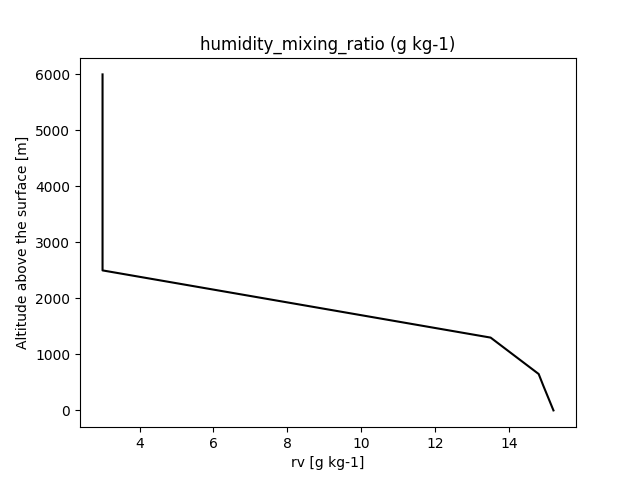 humidity_mixing_ratio (g kg-1)
Altitude above the surface [m]
6000
5000
4000
3000
2000
1000
0
4 6 8 10 12 14
rv [g kg-1]